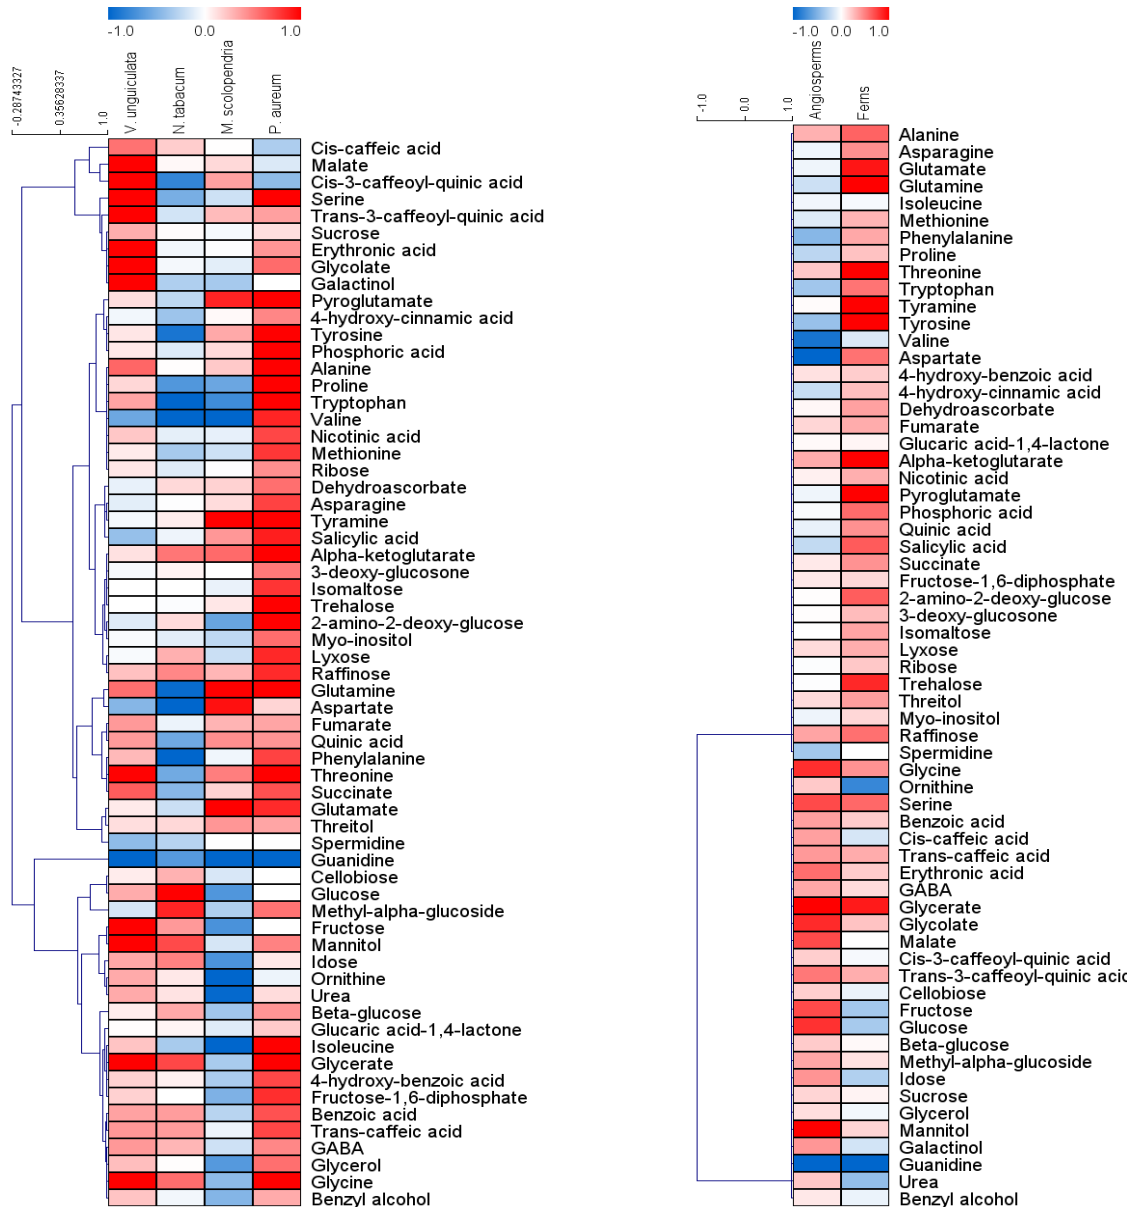 -1.0 0.0 1.0
-0.28743327
0.35628337
1.0
V. unguiculata
N. tabacum
M. scolopendria
P. aureum
Cis-caffeic acid
Malate
Cis-3-caffeoyl-quinic acid
Serine
Trans-3-caffeoyl-quinic acid
Sucrose
Erythronic acid
Glycolate
Galactinol
Pyroglutamate
4-hydroxy-cinnamic acid
Tyrosine
Phosphoric acid
Alanine
Proline
Tryptophan
Valine
Nicotinic acid
Methionine
Ribose
Dehydroascorbate
Asparagine
Tyramine
Salicylic acid
Alpha-ketoglutarate
3-deoxy-glucosone
Isomaltose
Trehalose
2-amino-2-deoxy-glucose
Myo-inositol
Lyxose
Raffinose
Glutamine
Aspartate
Fumarate
Quinic acid
Phenylalanine
Threonine
Succinate
Glutamate
Threitol
Spermidine
Guanidine
Cellobiose
Glucose
Methyl-alpha-glucoside
Fructose
Mannitol
Idose
Ornithine
Urea
Beta-glucose
Glucaric acid-1,4-lactone
Isoleucine
Glycerate
4-hydroxy-benzoic acid
Fructose-1,6-diphosphate
Benzoic acid
Trans-caffeic acid
GABA
Glycerol
Glycine
Benzyl alcohol
-1.0 0.0 1.0
-1.0
0.0
1.0
Angiosperms
Ferns
Alanine
Asparagine
Glutamate
Glutamine
Isoleucine
Methionine
Phenylalanine
Proline
Threonine
Tryptophan
Tyramine
Tyrosine
Valine
Aspartate
4-hydroxy-benzoic acid
4-hydroxy-cinnamic acid
Dehydroascorbate
Fumarate
Glucaric acid-1,4-lactone
Alpha-ketoglutarate
Nicotinic acid
Pyroglutamate
Phosphoric acid
Quinic acid
Salicylic acid
Succinate
Fructose-1,6-diphosphate
2-amino-2-deoxy-glucose
3-deoxy-glucosone
Isomaltose
Lyxose
Ribose
Trehalose
Threitol
Myo-inositol
Raffinose
Spermidine
Glycine
Ornithine
Serine
Benzoic acid
Cis-caffeic acid
Trans-caffeic acid
Erythronic acid
GABA
Glycerate
Glycolate
Malate
Cis-3-caffeoyl-quinic acid
Trans-3-caffeoyl-quinic acid
Cellobiose
Fructose
Glucose
Beta-glucose
Methyl-alpha-glucoside
Idose
Sucrose
Glycerol
Mannitol
Galactinol
Guanidine
Urea
Benzyl alcohol